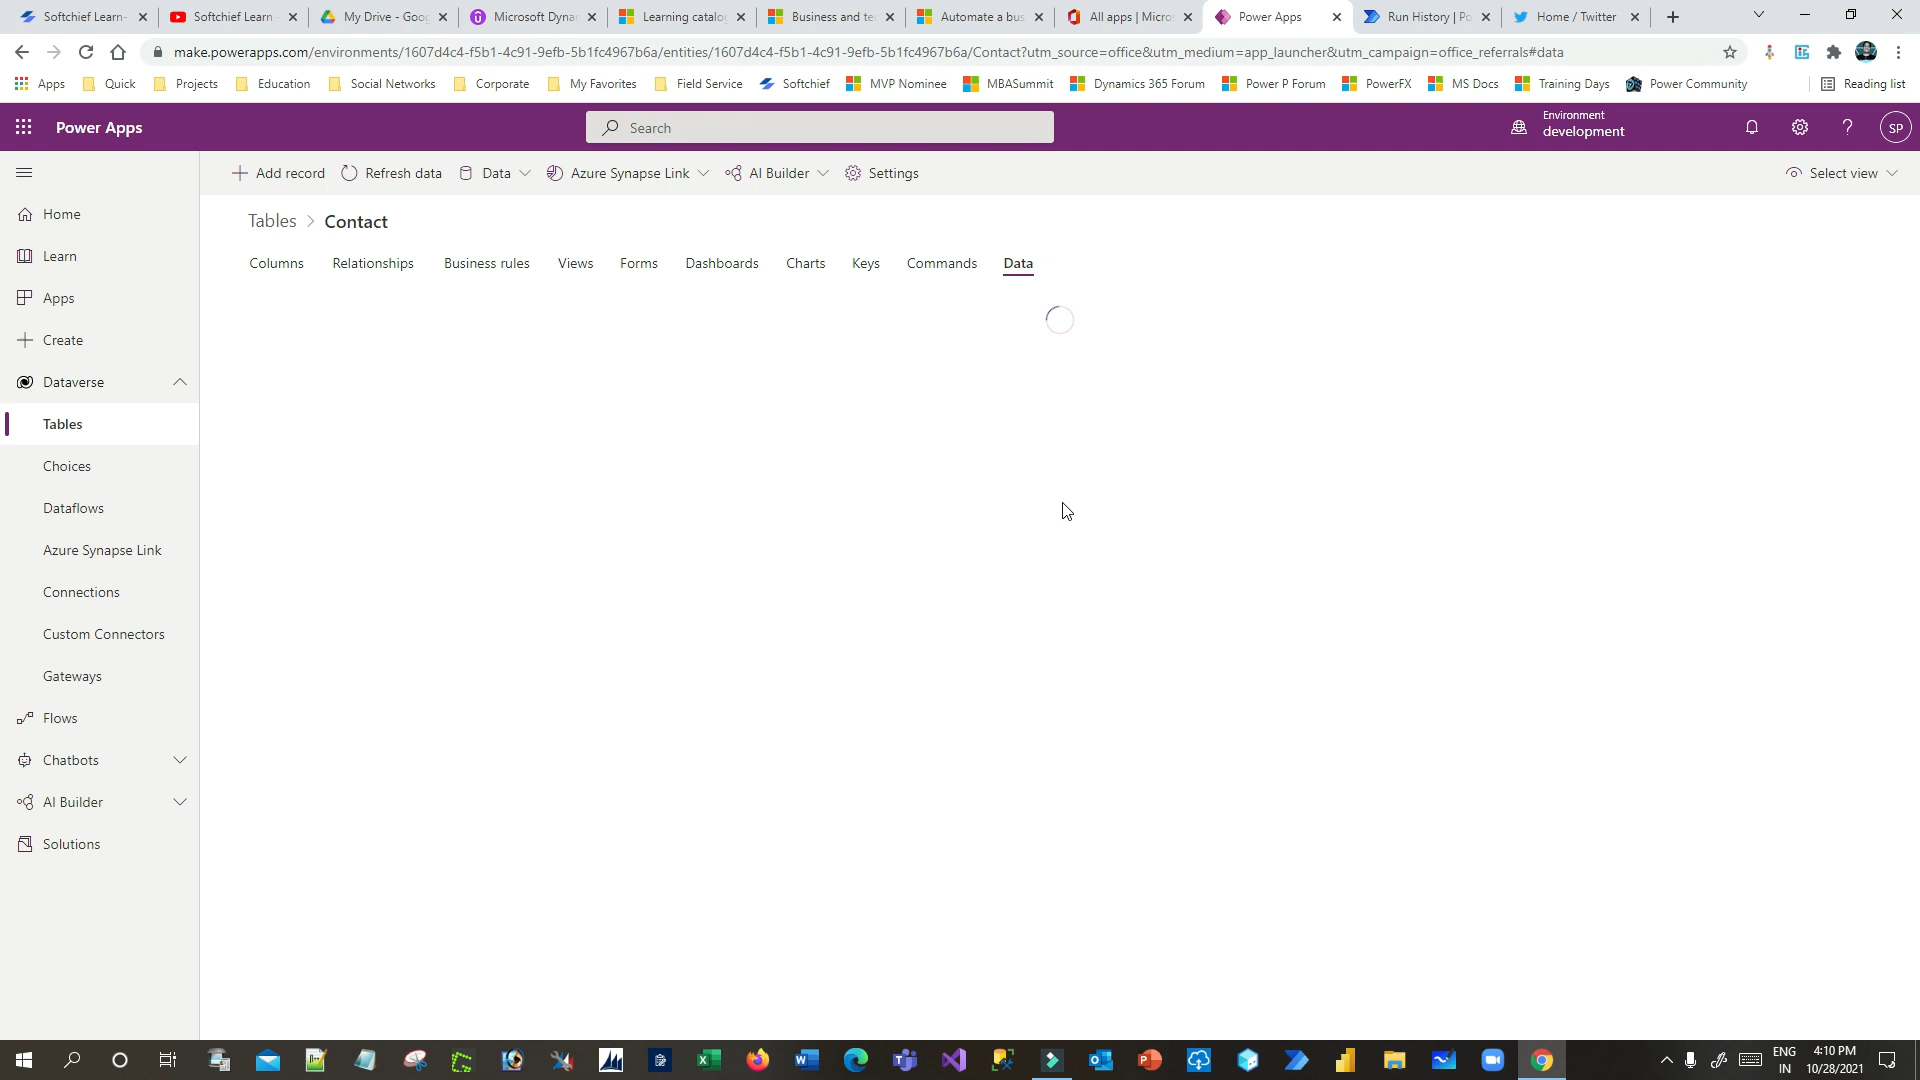 Softchief Learn-
Softchief Learn
My Drive - Goog
Microsoft Dynar
Learning catalog
Business and te
Automate a bus
All apps | Micro
Power Apps
Run History | Po
Home / Twitter
make.powerapps.com/environments/1607d4c4-f5b1-4c91-9efb-5b1fc4967b6a/entities/1607d4c4-f5b1-4c91-9efb-5b1fc4967b6a/Contact?utm_source=office&utm_medium=app_launcher&utm_campaign=office_referrals#data
Apps Quick Projects Education Social Networks Corporate My Favorites Field Service Softchief MVP Nominee MBASummit Dynamics 365 Forum Power P Forum PowerFX MS Docs Training Days Power Community Reading list
Power Apps
Search
Environment
development
SP
Add record Refresh data Data Azure Synapse Link AI Builder Settings Select view
Tables > Contact
Columns Relationships Business rules Views Forms Dashboards Charts Keys Commands Data
Home
Learn
Apps
Create
Dataverse
Tables
Choices
Dataflows
Azure Synapse Link
Connections
Custom Connectors
Gateways
Flows
Chatbots
AI Builder
Solutions
ENG
IN
4:10 PM
10/28/2021